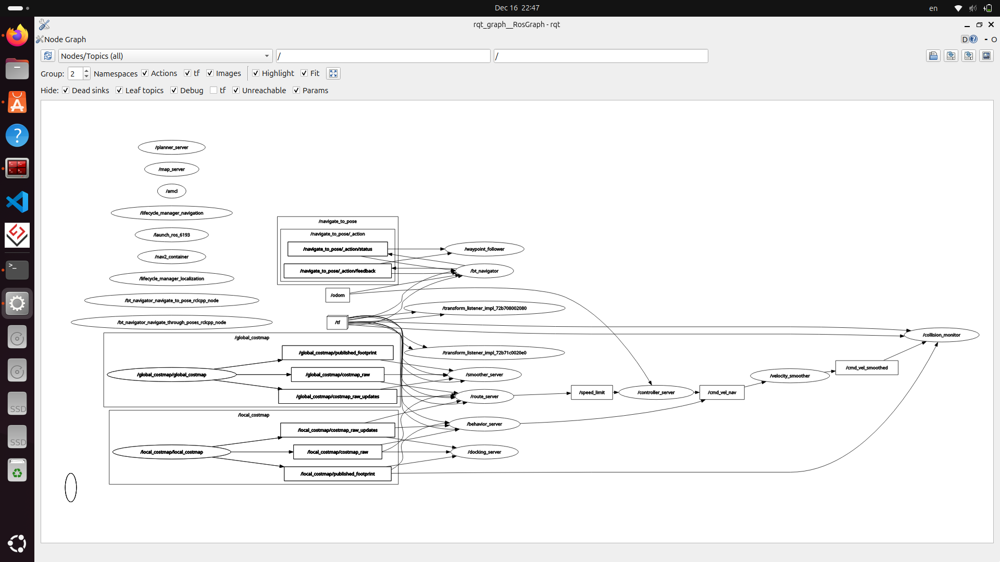 Dec 16 22:47
en
rqt_graph__RosGraph - rqt
Node Graph
D
- O
Nodes/Topics (all)
/
/
Group: 2 Namespaces Actions tf Images Highlight Fit
Hide: Dead sinks Leaf topics Debug tf Unreachable Params
/planner_server
/map_server
/amcl
/lifecycle_manager_navigation
/launch_ros_6193
/nav2_container
/lifecycle_manager_localization
/bt_navigator_navigate_to_pose_rclcpp_node
/bt_navigator_navigate_through_poses_rclcpp_node
/navigate_to_pose
/navigate_to_pose/_action
/navigate_to_pose/_action/status
/navigate_to_pose/_action/feedback
/odom
/tf
/waypoint_follower
/bt_navigator
/transform_listener_impl_72b708002080
/transform_listener_impl_72b71c0020e0
/global_costmap
/global_costmap/published_footprint
/global_costmap/global_costmap
/global_costmap/costmap_raw
/global_costmap/costmap_raw_updates
/smoother_server
/route_server
/speed_limit
/controller_server
/cmd_vel_nav
/velocity_smoother
/cmd_vel_smoothed
/collision_monitor
/local_costmap
/local_costmap/costmap_raw_updates
/local_costmap/local_costmap
/local_costmap/costmap_raw
/local_costmap/published_footprint
/behavior_server
/docking_server
SSD
SSD